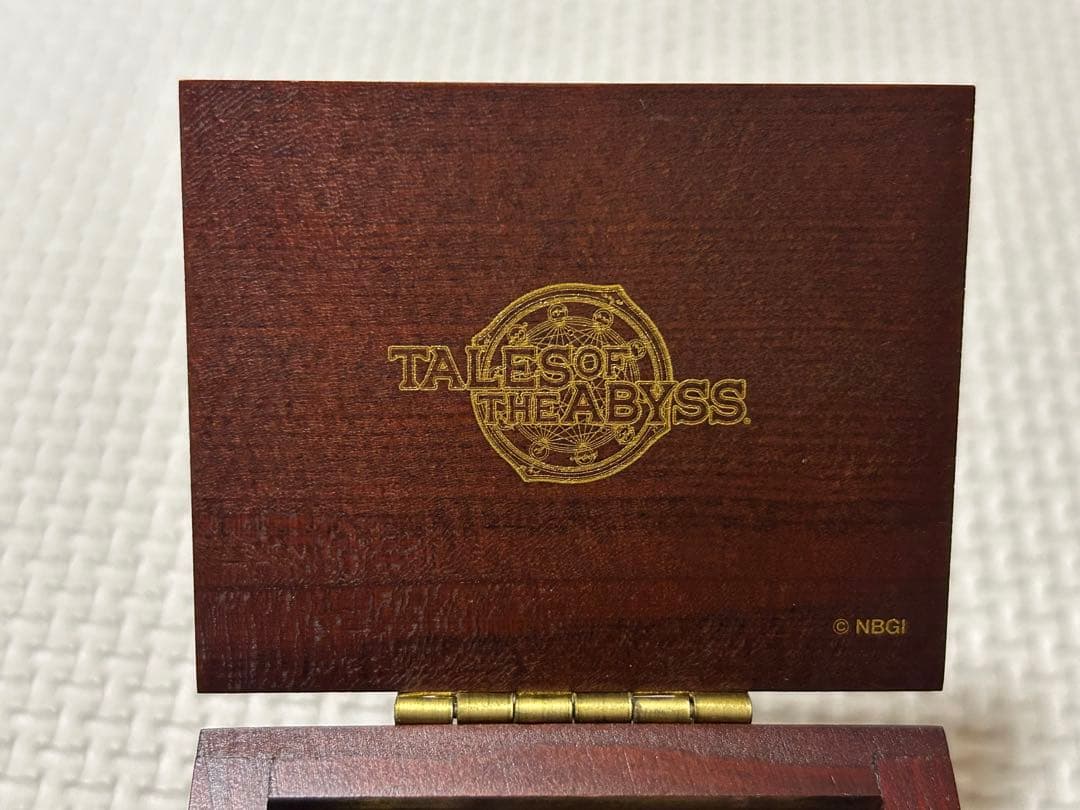 TALES OF
THE ABYSS®
© NBGI